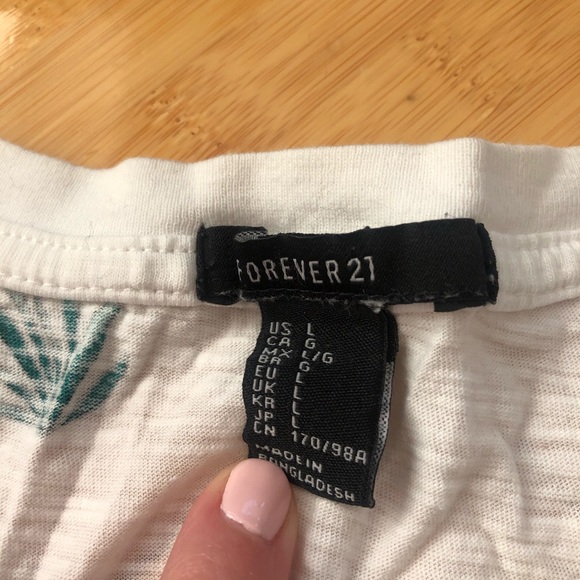 FOREVER 21
US L
CA G
MX L/G
BR G
EU L
UK L
KR L
JP L
CN 170/98A
MADE IN
BANGLADESH